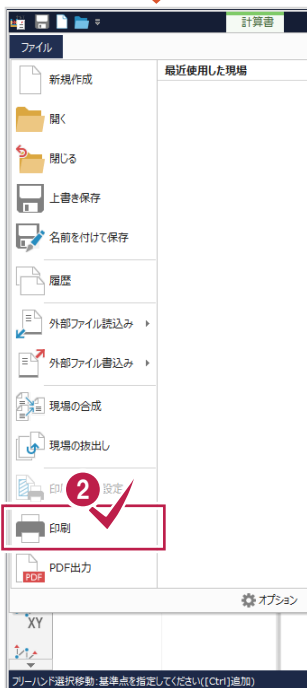 計算書
ファイル
最近使用した現場
新規作成
開く
閉じる
上書き保存
名前を付けて保存
履歴
外部ファイル読込み
外部ファイル書込み
現場の合成
現場の抜出し
印 2 設定
印刷
PDF
PDF出力
オプション
XY
フリーハンド選択移動:基準点を指定してください([Ctrl]追加)